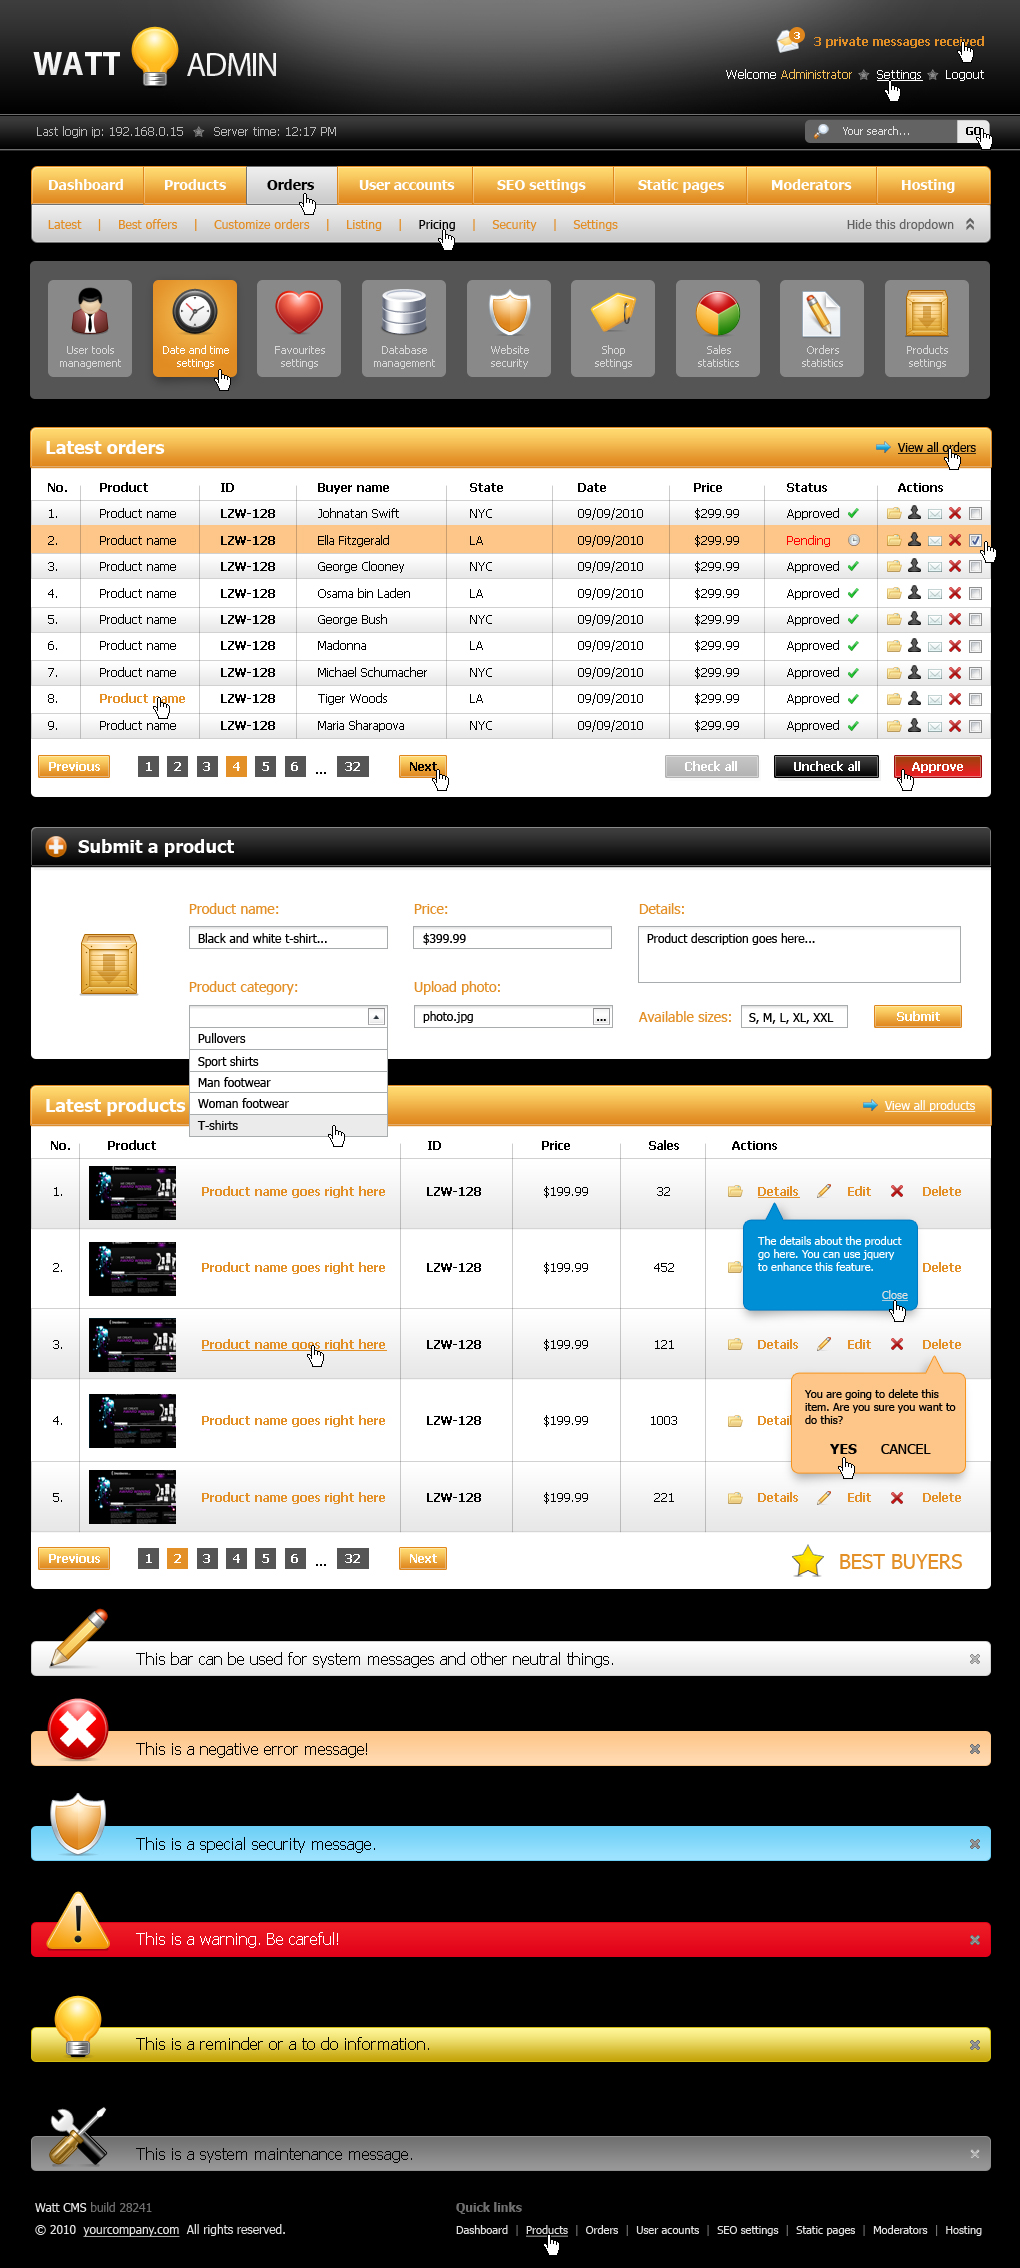 WATT ADMIN
3
3 private messages received
Welcome Administrator Settings Logout
Last login ip: 192.168.0.15 Server time: 12:17 PM
Your search... GO
Dashboard Products Orders User accounts SEO settings Static pages Moderators Hosting
Latest | Best offers | Customize orders | Listing | Pricing | Security | Settings Hide this dropdown
User tools management
Date and time settings
Favourites settings
Database management
Website security
Shop settings
Sales statistics
Orders statistics
Products settings
Latest orders View all orders
No. Product ID Buyer name State Date Price Status Actions
1. Product name LZW-128 Johnatan Swift NYC 09/09/2010 $299.99 Approved
2. Product name LZW-128 Ella Fitzgerald LA 09/09/2010 $299.99 Pending
3. Product name LZW-128 George Clooney NYC 09/09/2010 $299.99 Approved
4. Product name LZW-128 Osama bin Laden LA 09/09/2010 $299.99 Approved
5. Product name LZW-128 George Bush NYC 09/09/2010 $299.99 Approved
6. Product name LZW-128 Madonna LA 09/09/2010 $299.99 Approved
7. Product name LZW-128 Michael Schumacher NYC 09/09/2010 $299.99 Approved
8. Product name LZW-128 Tiger Woods LA 09/09/2010 $299.99 Approved
9. Product name LZW-128 Maria Sharapova NYC 09/09/2010 $299.99 Approved
Previous 1 2 3 4 5 6 ... 32 Next Check all Uncheck all Approve
Submit a product
Product name: Price: Details:
Black and white t-shirt... $399.99 Product description goes here...
Product category: Upload photo:
photo.jpg ... Available sizes: S, M, L, XL, XXL Submit
Pullovers
Sport shirts
Man footwear
Woman footwear
T-shirts
Latest products View all products
No. Product ID Price Sales Actions
1. Product name goes right here LZW-128 $199.99 32 Details Edit Delete
The details about the product
go here. You can use jquery
to enhance this feature.
Close
2. Product name goes right here LZW-128 $199.99 452 Delete
3. Product name goes right here LZW-128 $199.99 121 Details Edit Delete
You are going to delete this
item. Are you sure you want to
do this?
YES CANCEL
4. Product name goes right here LZW-128 $199.99 1003 Detail
5. Product name goes right here LZW-128 $199.99 221 Details Edit Delete
Previous 1 2 3 4 5 6 ... 32 Next BEST BUYERS
This bar can be used for system messages and other neutral things.
This is a negative error message!
This is a special security message.
This is a warning. Be careful!
This is a reminder or a to do information.
This is a system maintenance message.
Watt CMS build 28241 Quick links
© 2010 yourcompany.com All rights reserved. Dashboard | Products | Orders | User acounts | SEO settings | Static pages | Moderators | Hosting